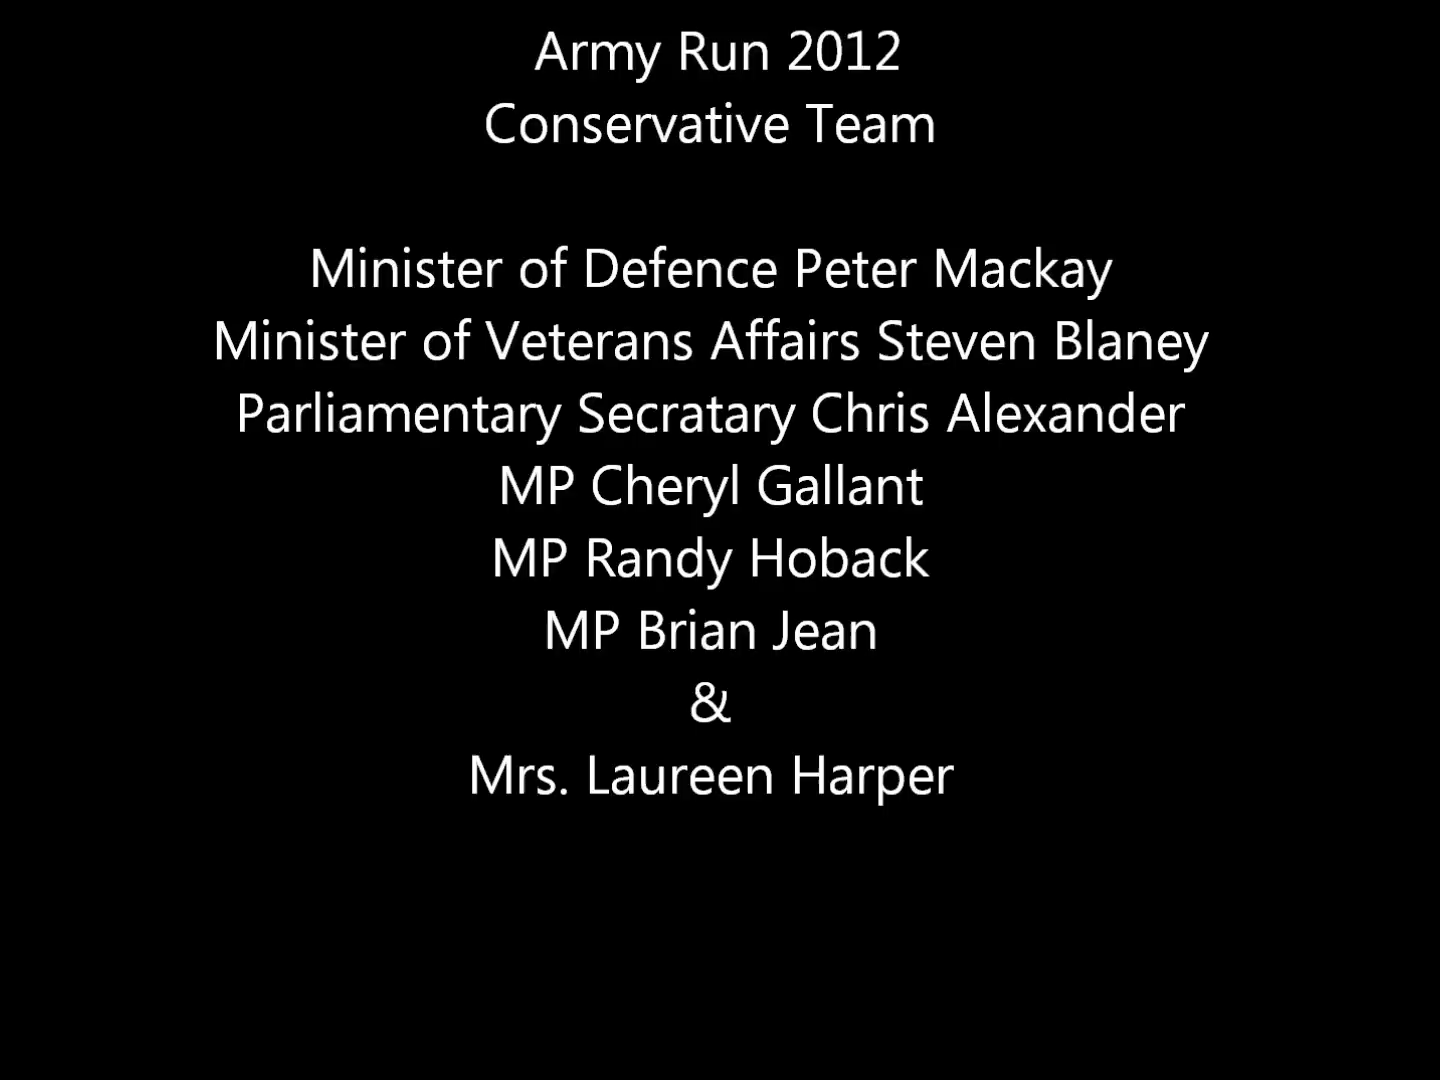 Army Run 2012
Conservative Team
Minister of Defence Peter Mackay
Minister of Veterans Affairs Steven Blaney
Parliamentary Secratary Chris Alexander
MP Cheryl Gallant
MP Randy Hoback
MP Brian Jean
&
Mrs. Laureen Harper